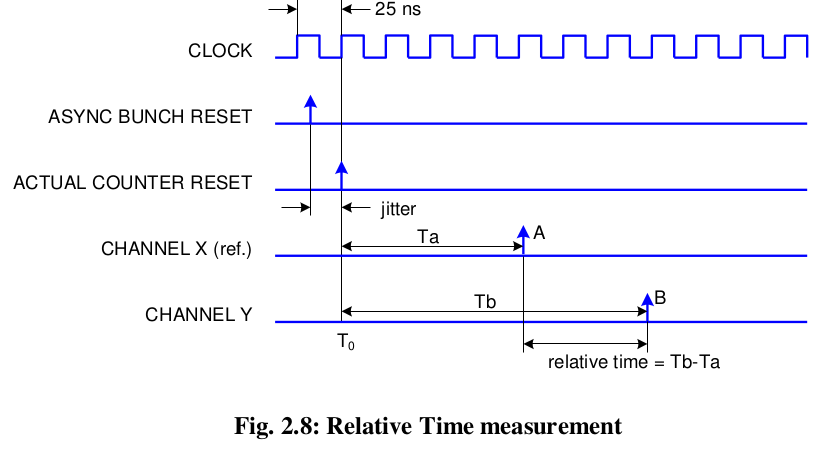 25 ns
CLOCK
ASYNC BUNCH RESET
ACTUAL COUNTER RESET
jitter
Ta
A
CHANNEL X (ref.)
Tb
B
CHANNEL Y
T₀
relative time = Tb-Ta
Fig. 2.8: Relative Time measurement